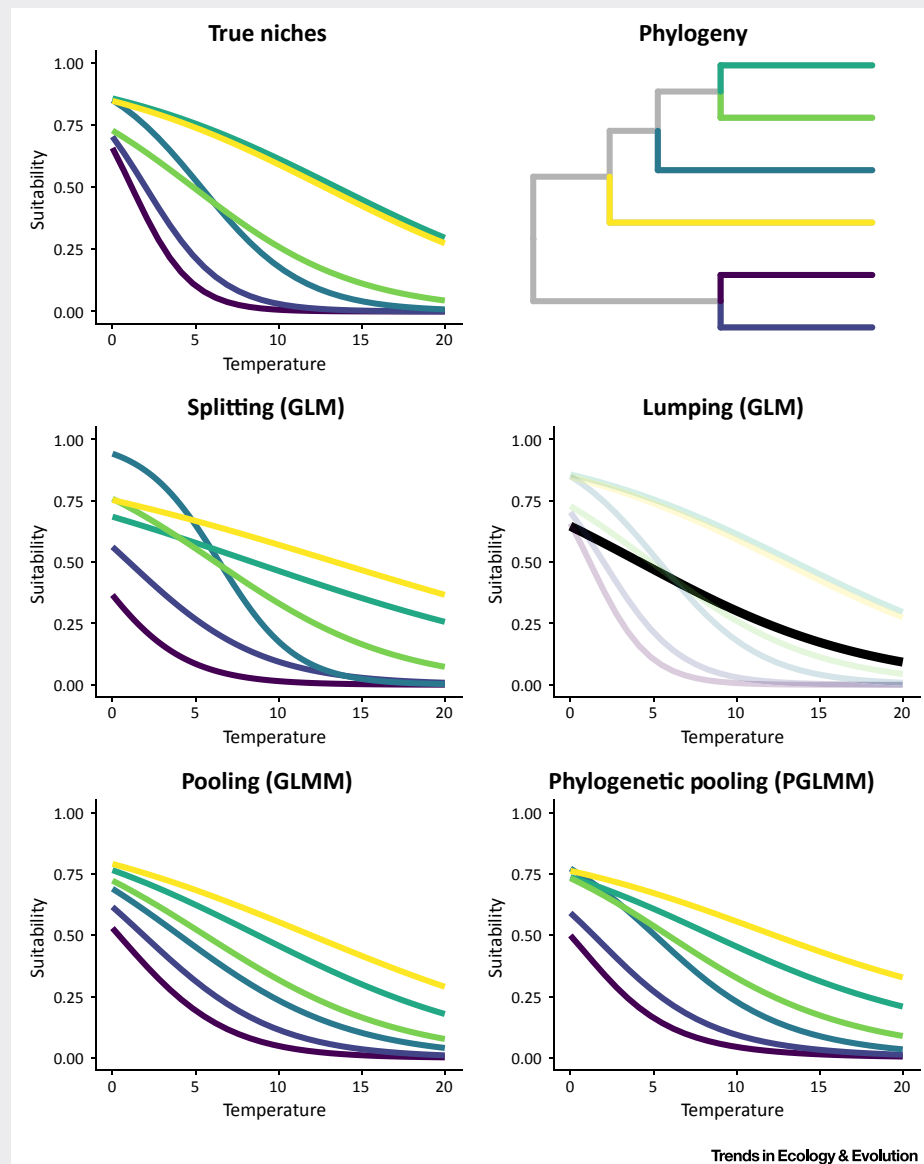 True niches
Phylogeny
1.00
0.75
0.50
0.25
0.00
Suitability
0 5 10 15 20
Temperature
Splitting (GLM)
1.00
0.75
0.50
0.25
0.00
Suitability
0 5 10 15 20
Temperature
Lumping (GLM)
1.00
0.75
0.50
0.25
0.00
Suitability
0 5 10 15 20
Temperature
Pooling (GLMM)
1.00
0.75
0.50
0.25
0.00
Suitability
0 5 10 15 20
Temperature
Phylogenetic pooling (PGLMM)
1.00
0.75
0.50
0.25
0.00
Suitability
0 5 10 15 20
Temperature
Trends in Ecology & Evolution